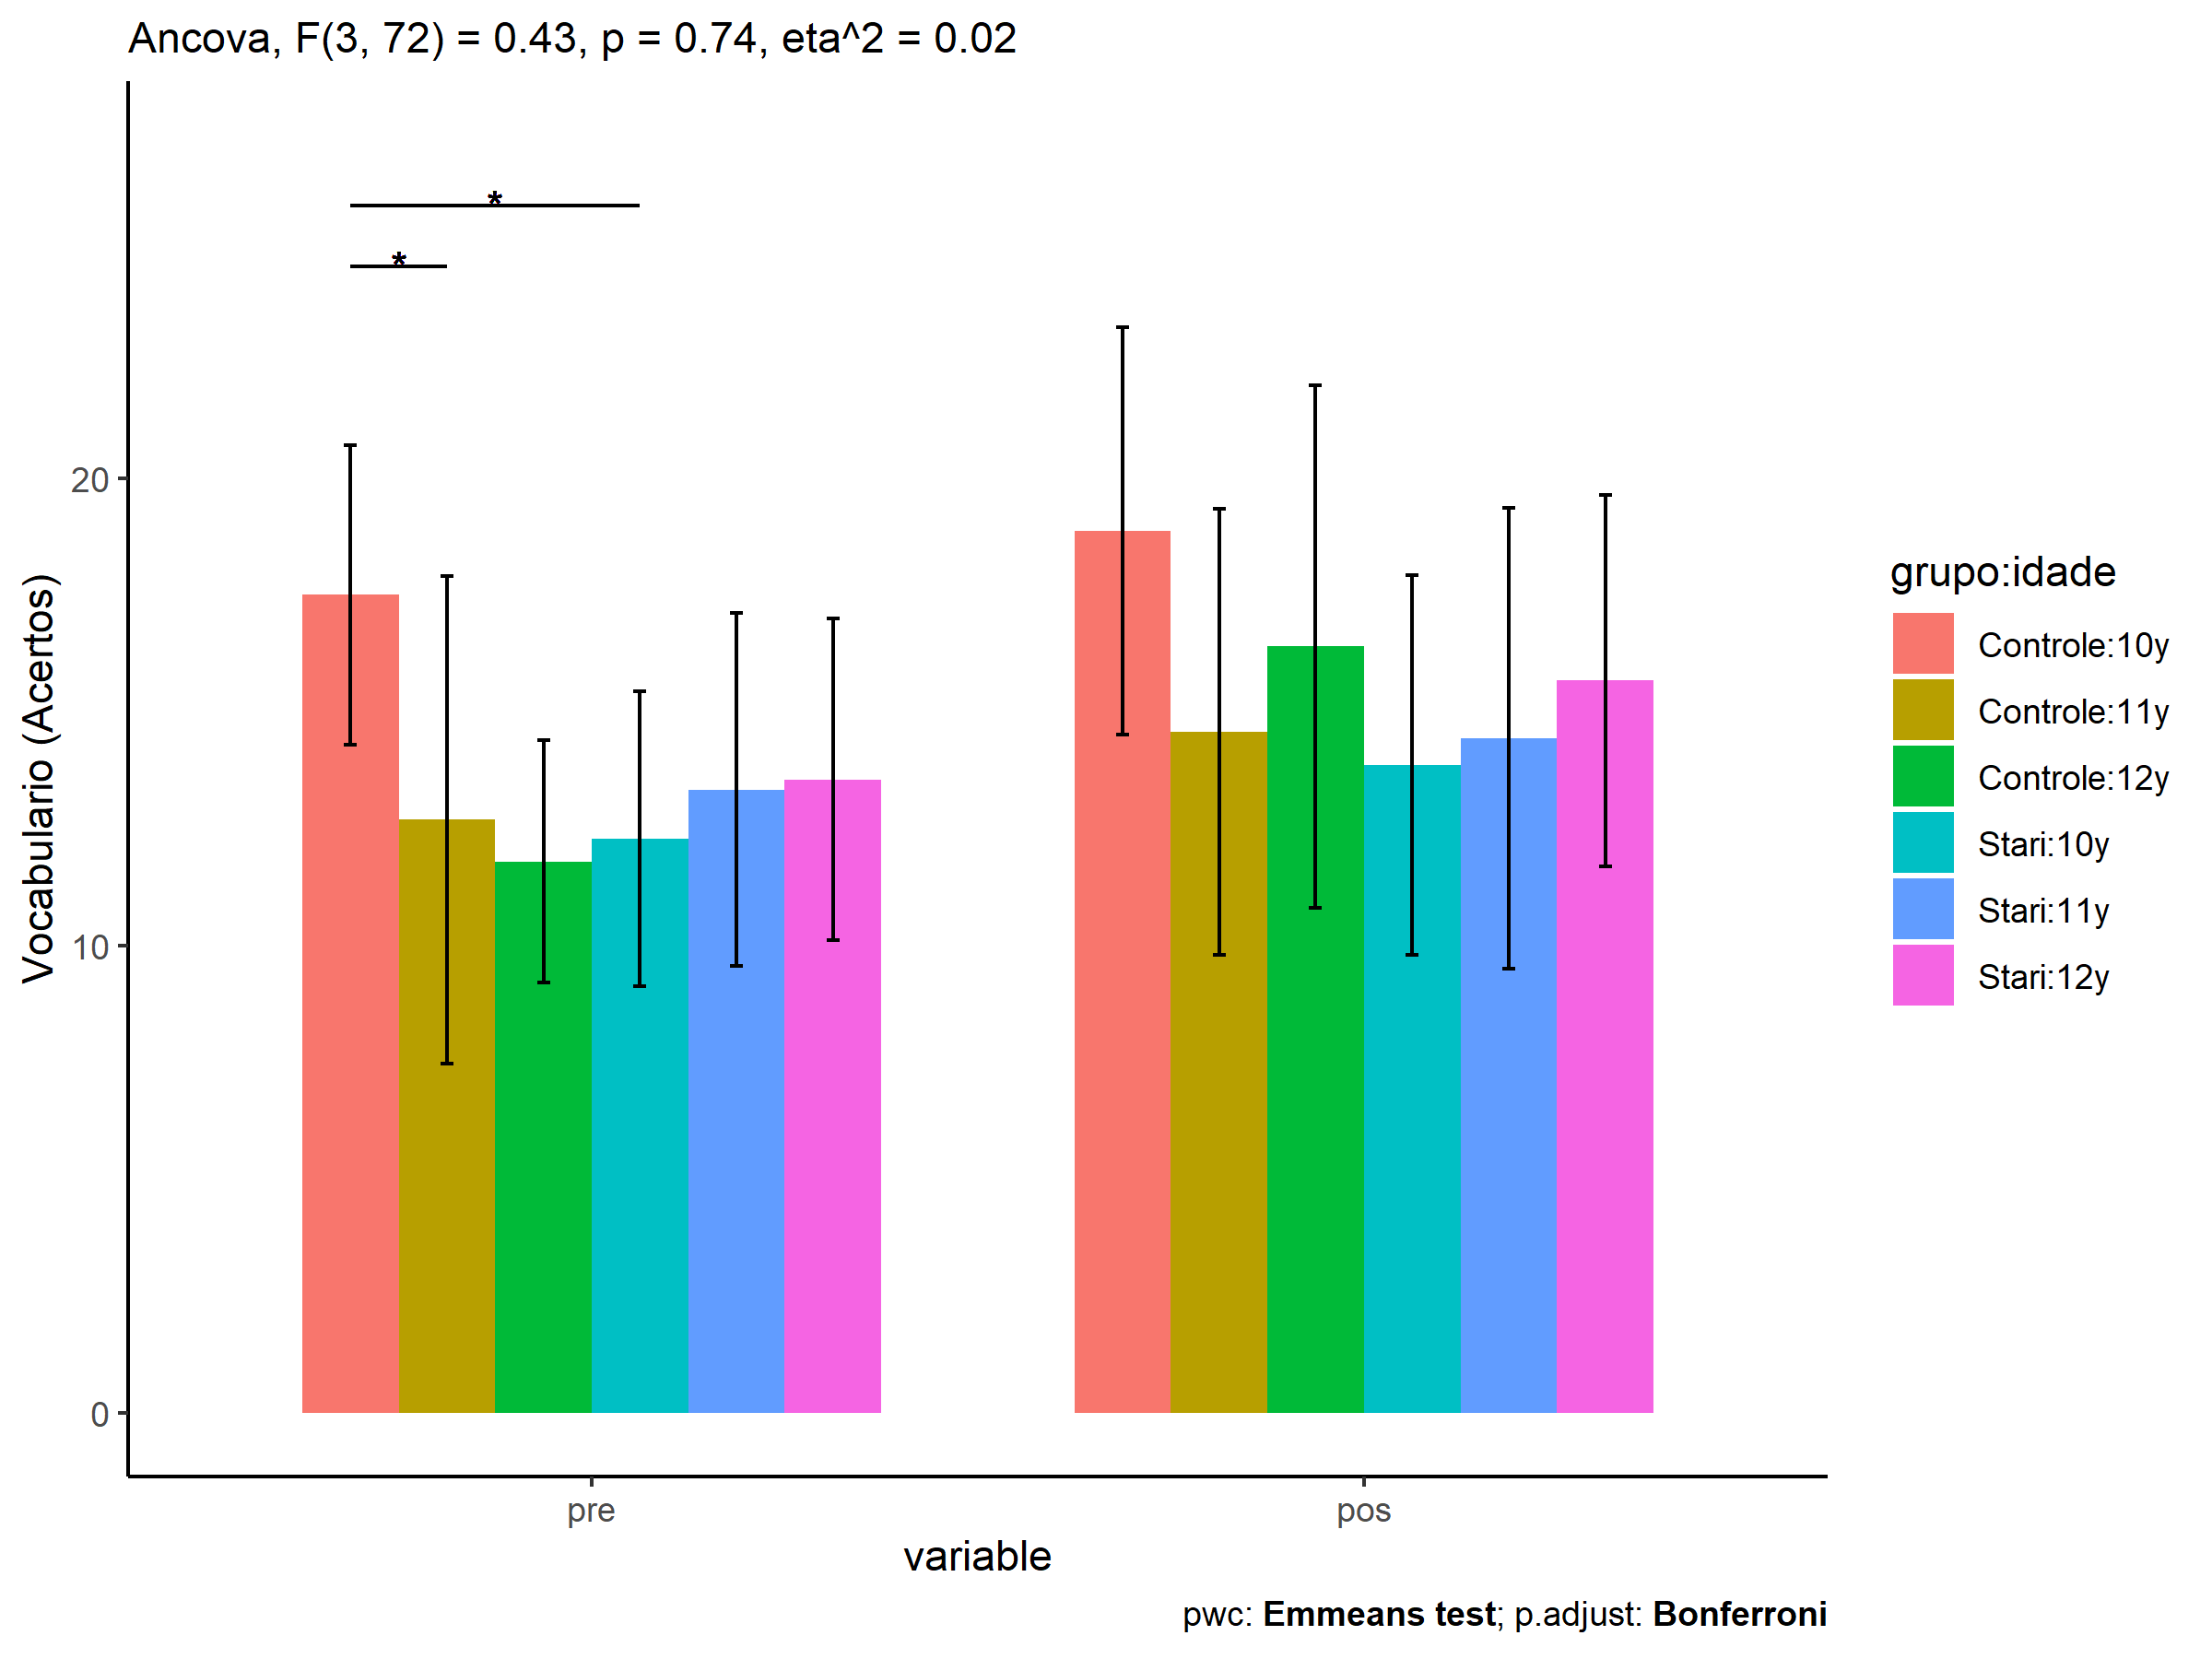 Ancova, F(3, 72) = 0.43, p = 0.74, eta^2 = 0.02
*
*
Vocabulario (Acertos)
20
10
0
pre
pos
variable
grupo:idade
Controle:10y
Controle:11y
Controle:12y
Stari:10y
Stari:11y
Stari:12y
pwc: Emmeans test; p.adjust: Bonferroni